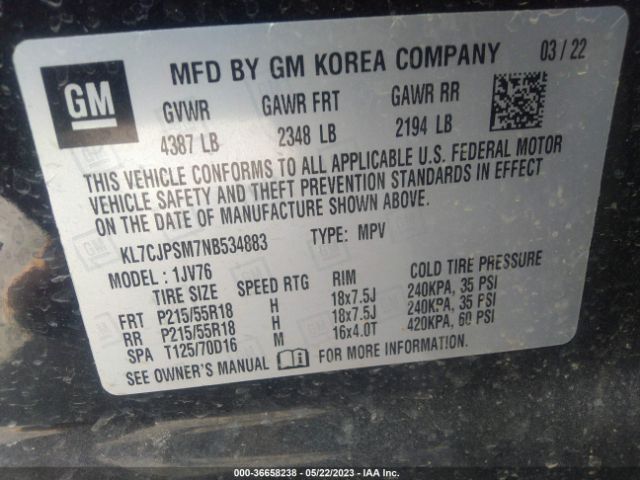 GM
MFD BY GM KOREA COMPANY 03/22
GVWR GAWR FRT GAWR RR
4387 LB 2348 LB 2194 LB
THIS VEHICLE CONFORMS TO ALL APPLICABLE U.S. FEDERAL MOTOR
VEHICLE SAFETY AND THEFT PREVENTION STANDARDS IN EFFECT
ON THE DATE OF MANUFACTURE SHOWN ABOVE.
KL7CJPSM7NB534883 TYPE: MPV
MODEL: 1JV76
TIRE SIZE SPEED RTG RIM COLD TIRE PRESSURE
FRT P215/55R18 H 18x7.5J 240KPA, 35 PSI
RR P215/55R18 H 18x7.5J 240KPA, 35 PSI
SPA T125/70D16 M 16x4.0T 420KPA, 60 PSI
SEE OWNER'S MANUAL FOR MORE INFORMATION.
000-36658238 - 05/22/2023 - IAA Inc.